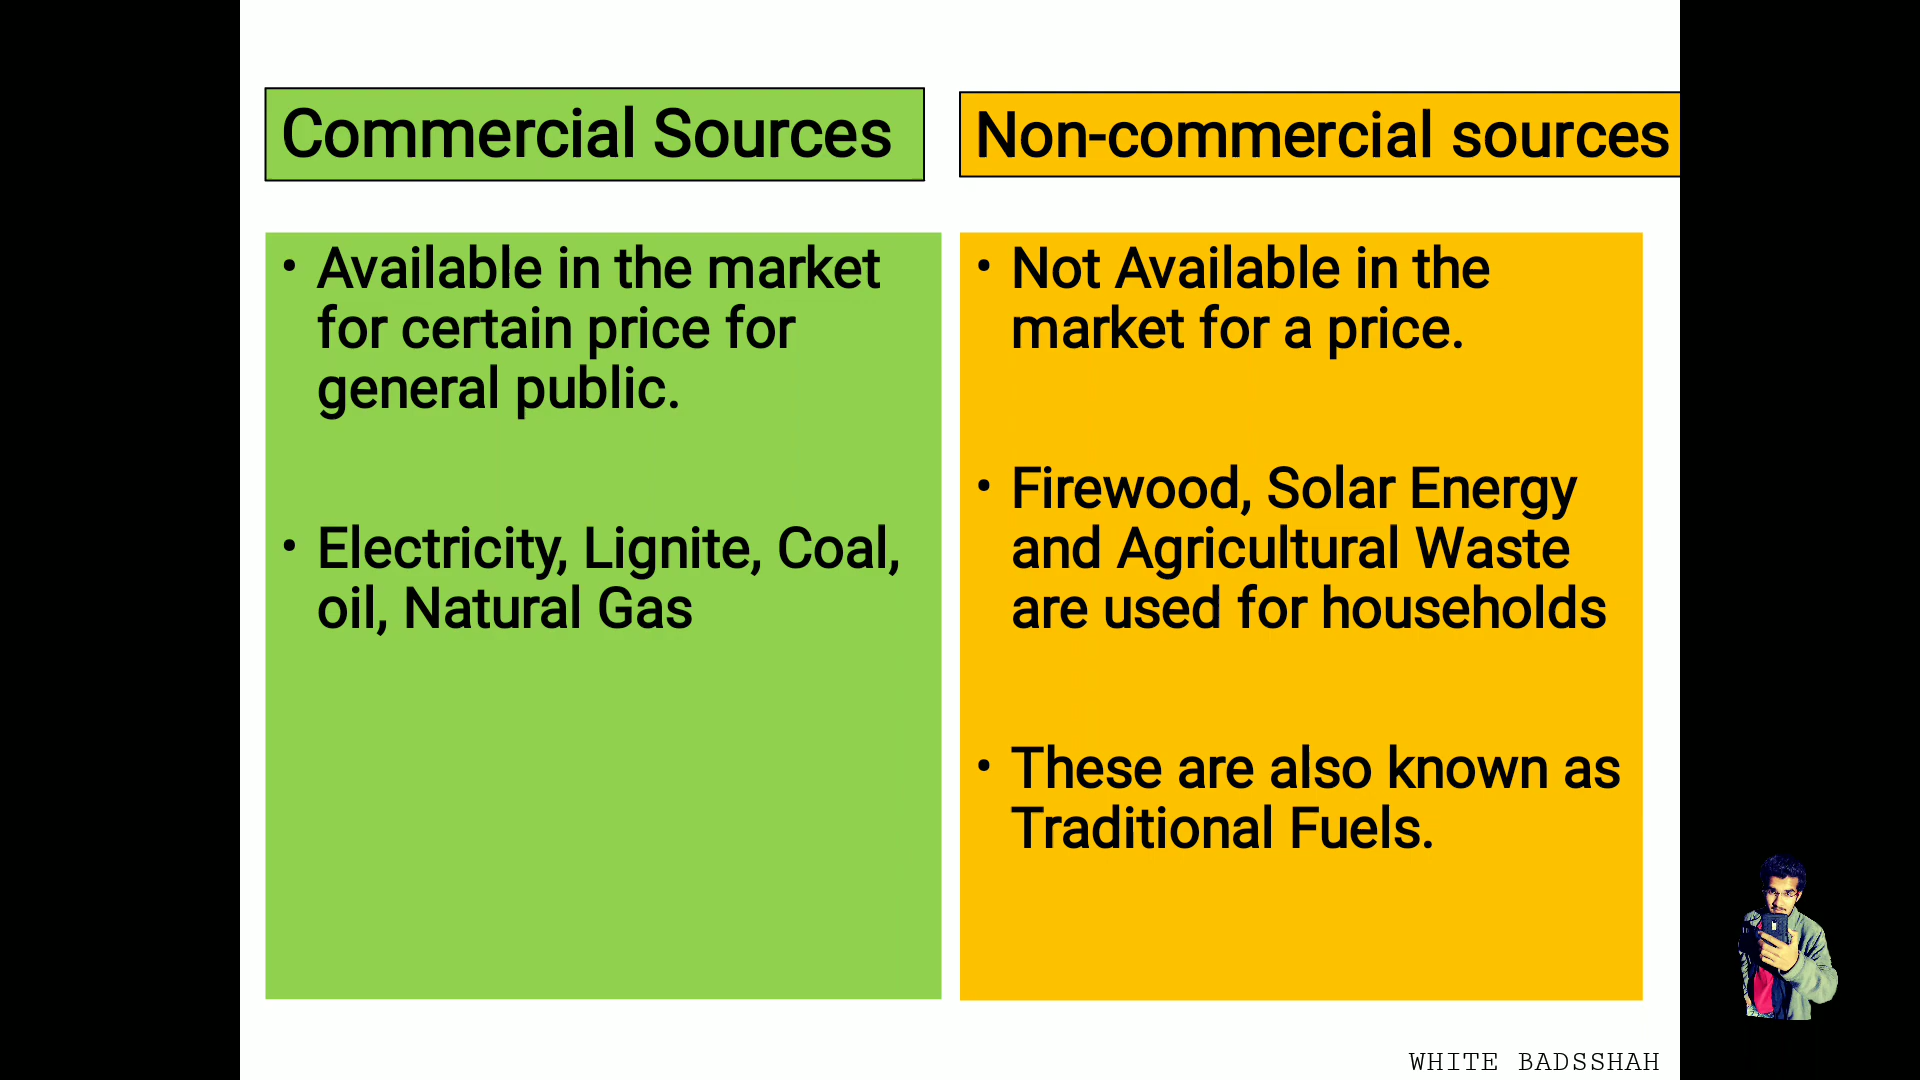 Commercial Sources
Non-commercial sources
• Available in the market
for certain price for
general public.
• Electricity, Lignite, Coal,
oil, Natural Gas
• Not Available in the
market for a price.
• Firewood, Solar Energy
and Agricultural Waste
are used for households
• These are also known as
Traditional Fuels.
WHITE BADSSHAH